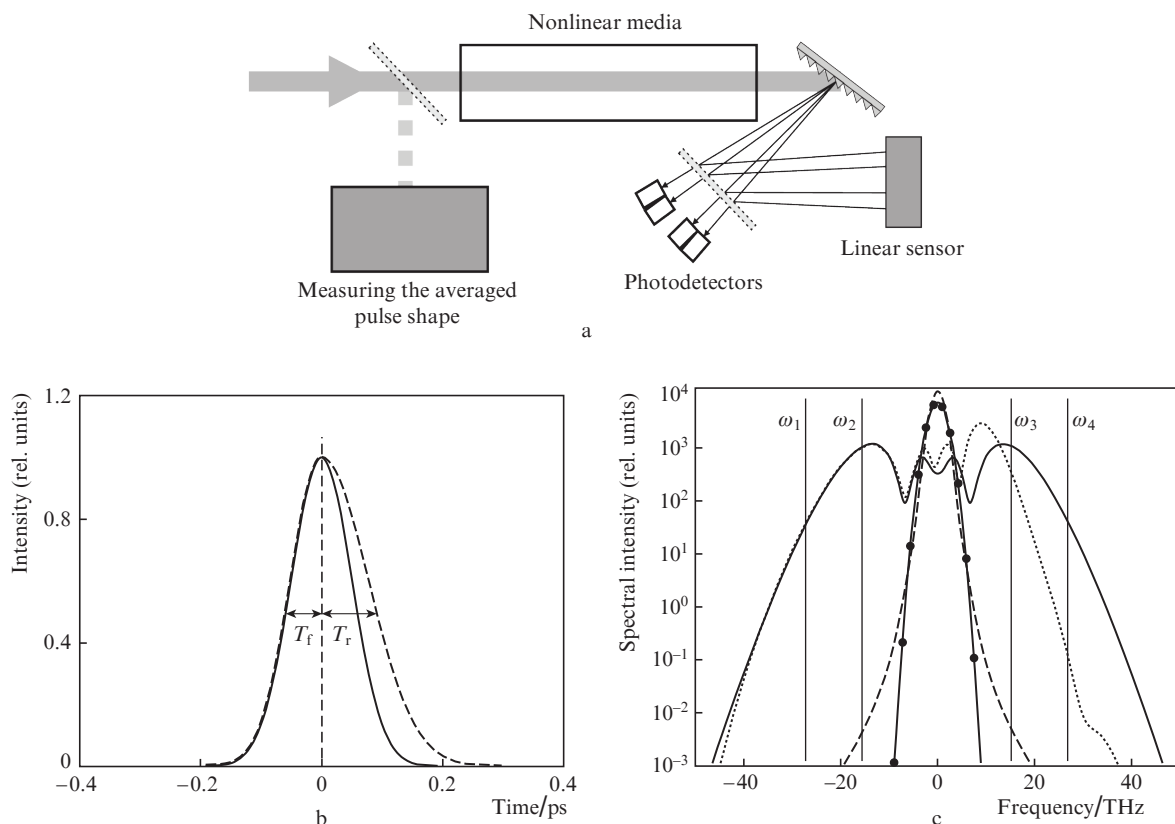 Nonlinear media
Linear sensor
Photodetectors
Measuring the averaged
pulse shape
a
Intensity (rel. units)
1.2
0.8
0.4
0
−0.4
−0.2
0
0.2
0.4
Time/ps
T_f
T_r
b
Spectral intensity (rel. units)
10^4
10^3
10^2
10^1
10^0
10^−1
10^−2
10^−3
ω_1
ω_2
ω_3
ω_4
−40
−20
0
20
40
Frequency/THz
c